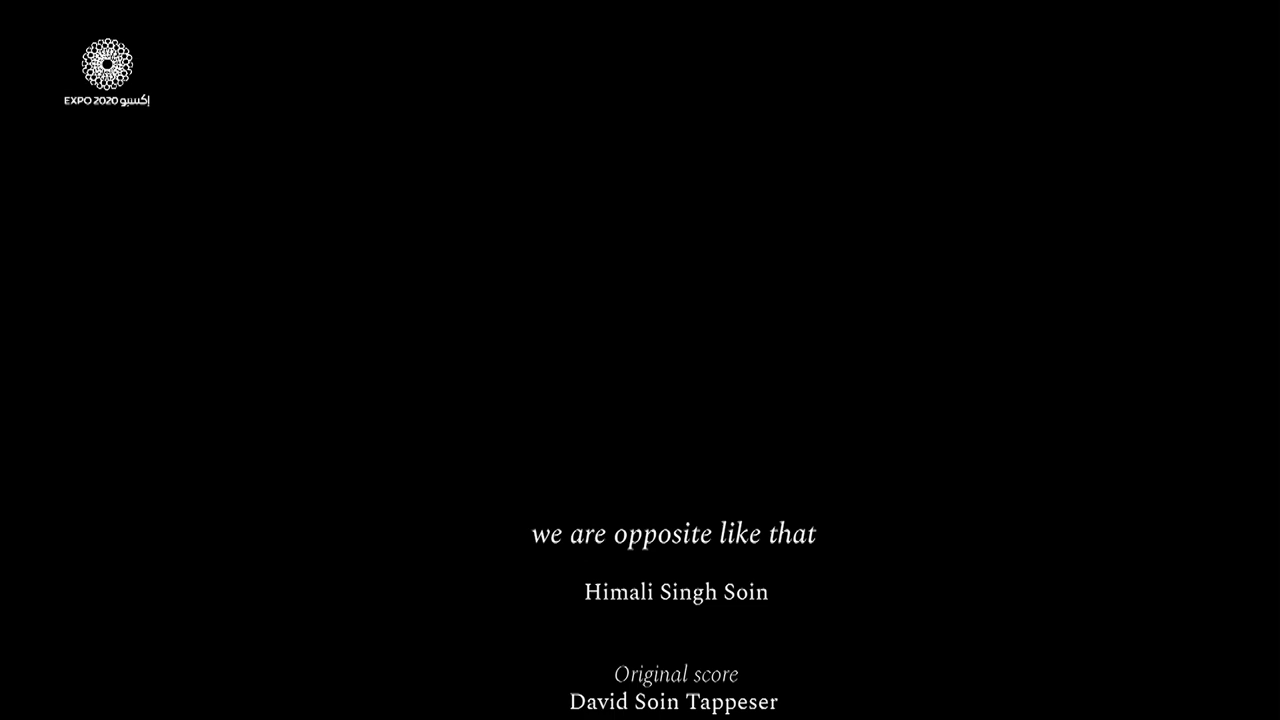 EXPO 2020 إكسبو
we are opposite like that
Himali Singh Soin
Original score
David Soin Tappeser